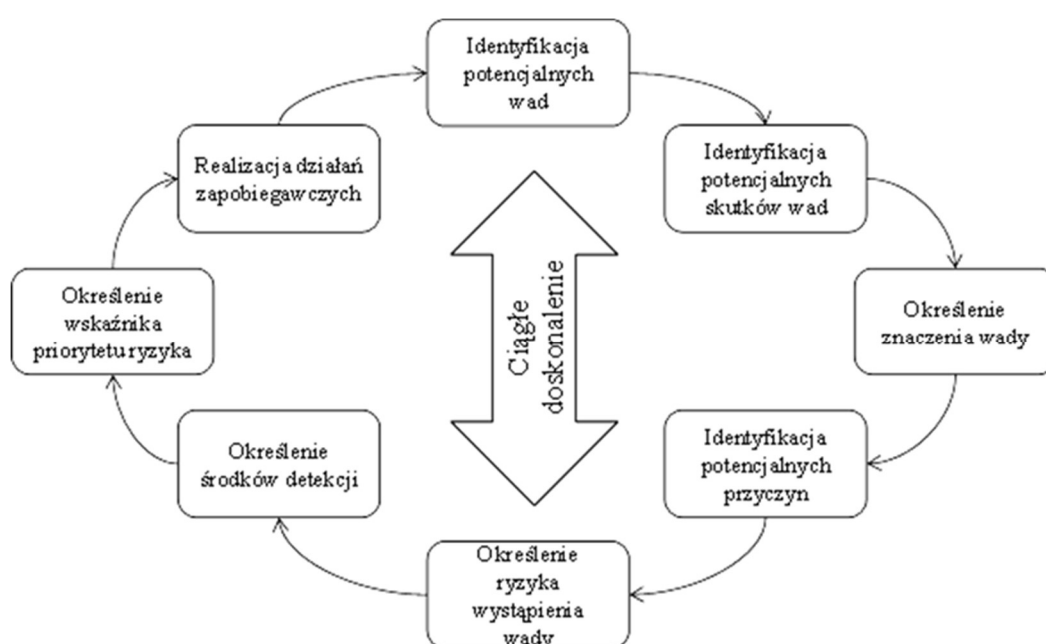 Identyfikacja
potencjalnych
wad
Identyfikacja
potencjalnych
skutków wad
Określenie
znaczenia wady
Identyfikacja
potencjalnych
przyczyn
Określenie
ryzyka
wystąpienia
wady
Określenie
środków detekcji
Określenie
wskaźnika
priorytetu ryzyka
Realizacja działań
zapobiegawczych
Ciągłe
doskonalenie